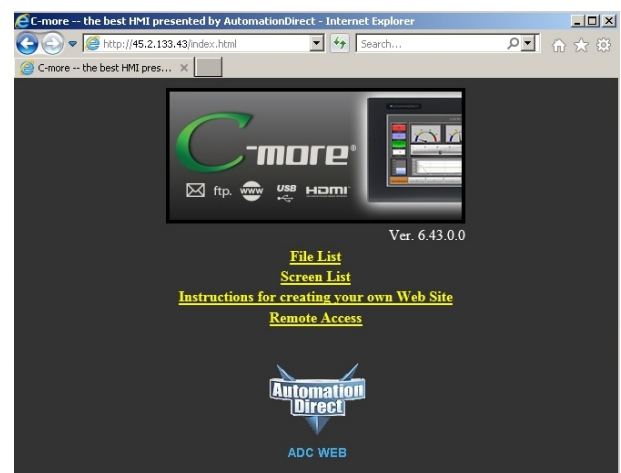 C-more -- the best HMI presented by AutomationDirect - Internet Explorer
http://45.2.133.43/index.html
Search...
C-more -- the best HMI pres...
C-more®
ftp. www USB HDMI
Ver. 6.43.0.0
File List
Screen List
Instructions for creating your own Web Site
Remote Access
Automation
Direct
ADC WEB